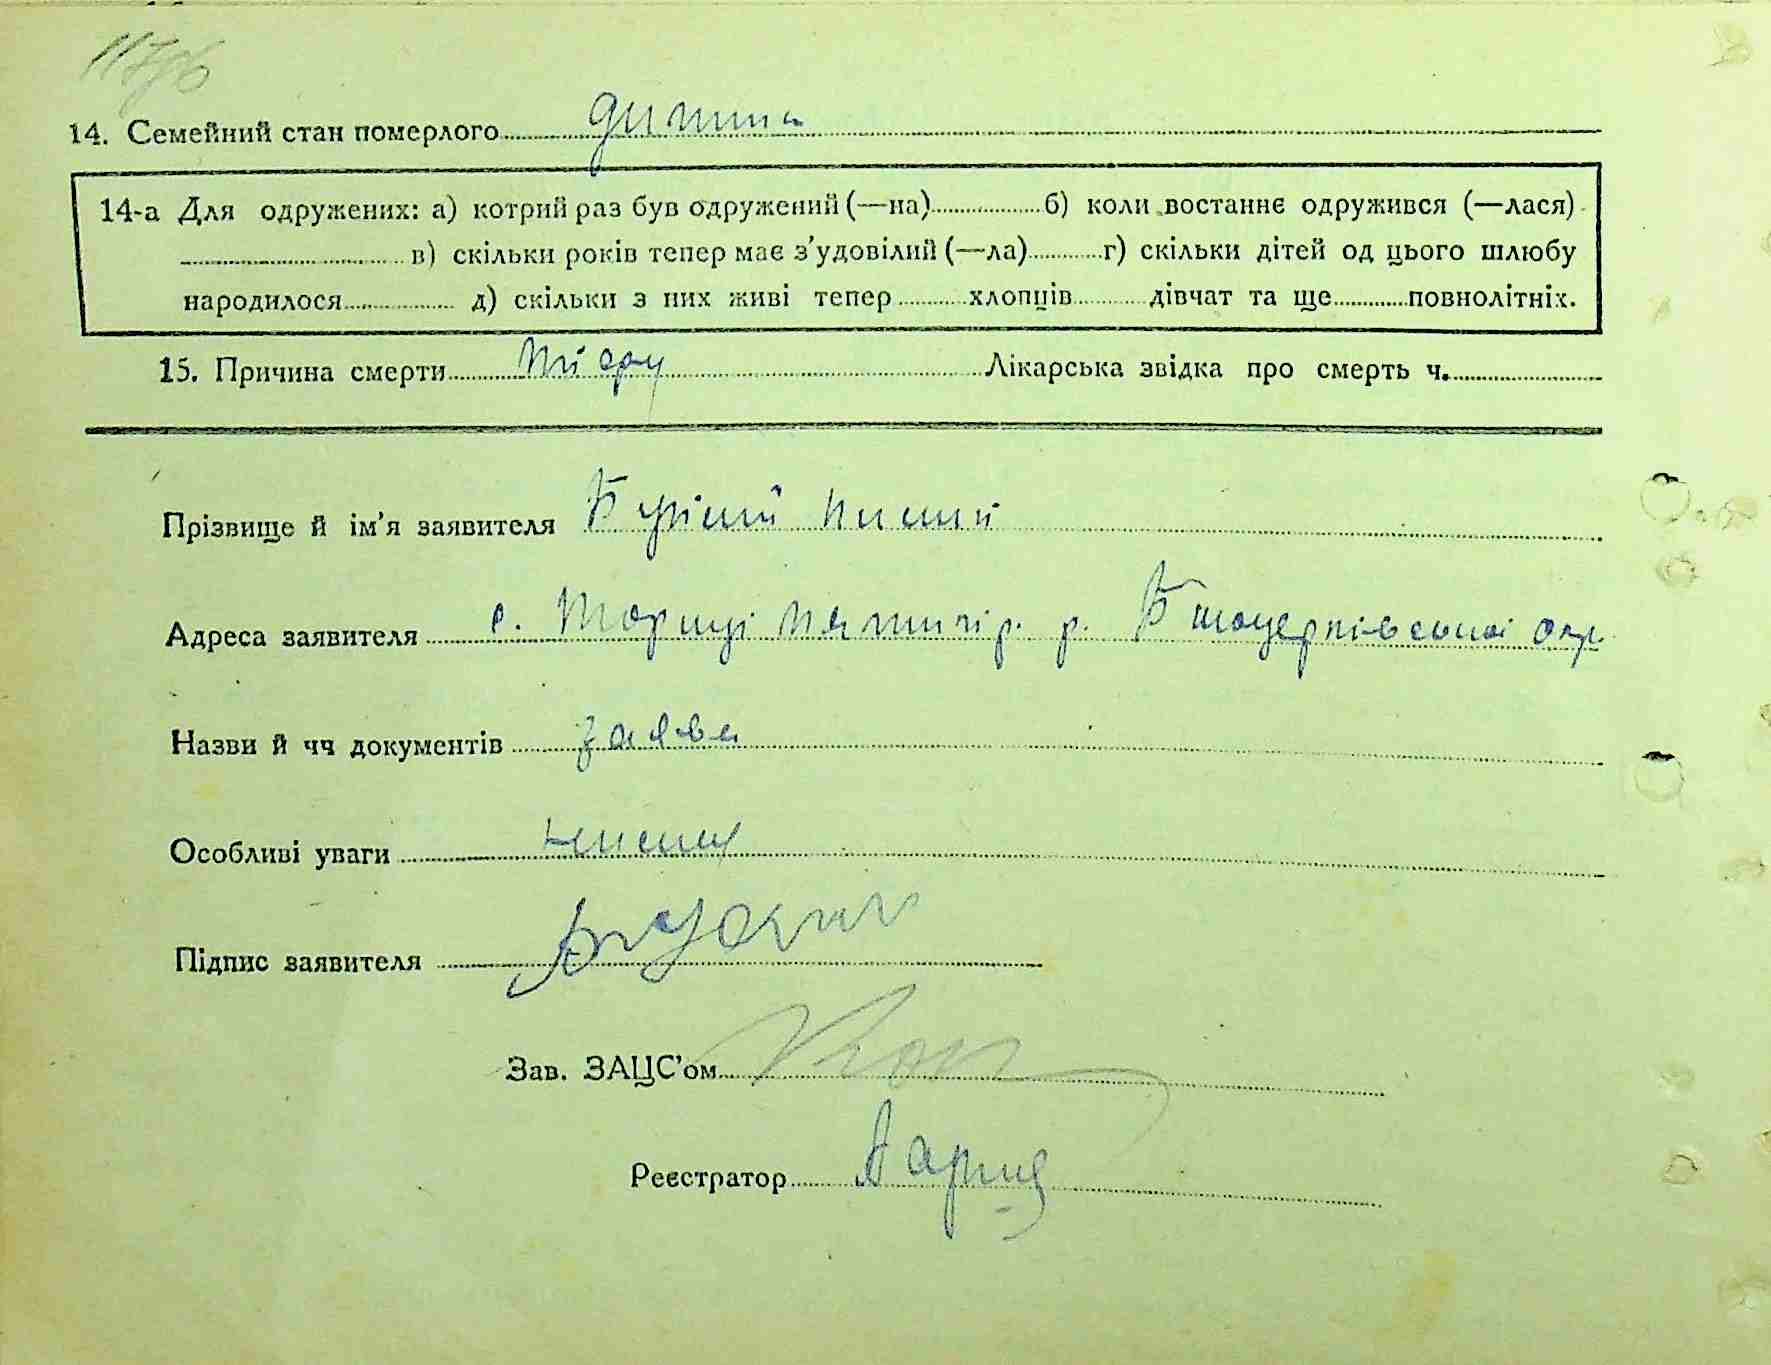 1176
14. Семейний стан померлого дитина
14-а Для одружених: а) котрий раз був одружений (—на) б) коли востаннє одружився (—лася)
в) скільки років тепер має з'удовілий (—ла) г) скільки дітей од цього шлюбу
народилося д) скільки з них живі тепер хлопців дівчат та ще повнолітніх.
15. Причина смерти Лікарська звідка про смерть ч.
Прізвище й ім'я заявителя
Адреса заявителя с. р. Білоцерківської окр.
Назви й чч документів заява
Особливі уваги
Підпис заявителя
Зав. ЗАЦС'ом
Реєстратор